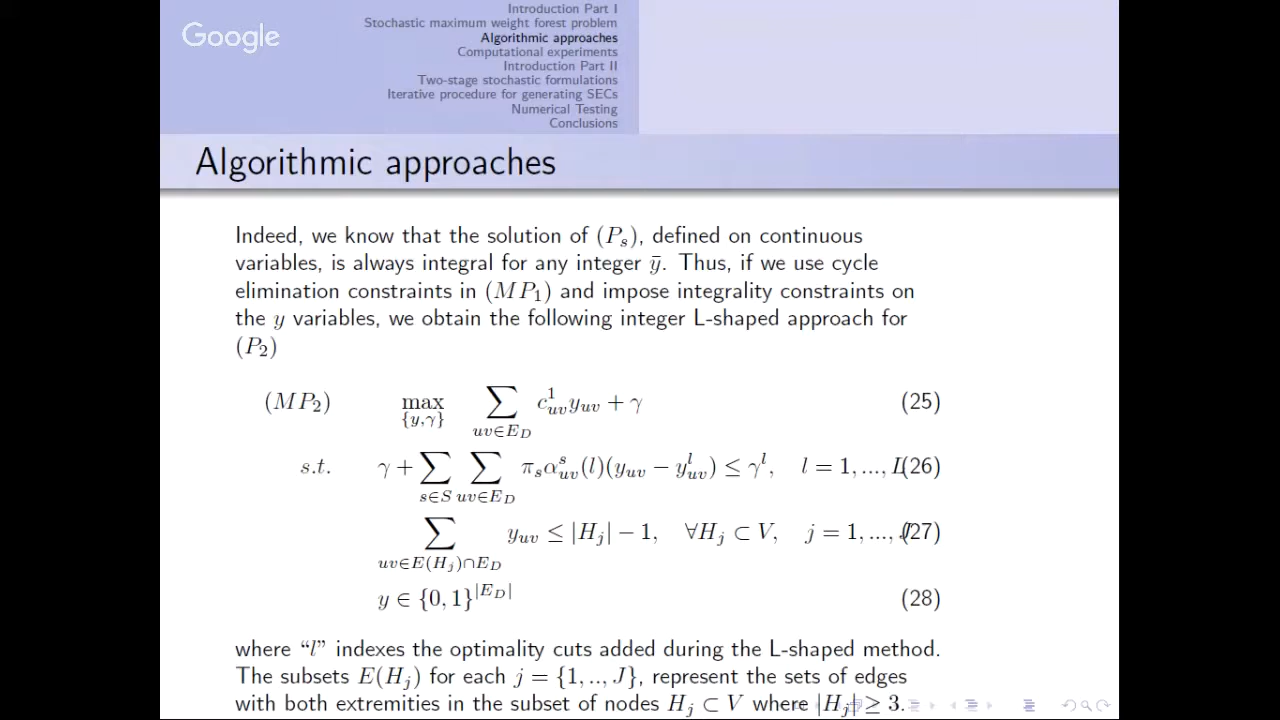 Google
Introduction Part I
Stochastic maximum weight forest problem
Algorithmic approaches
Computational experiments
Introduction Part II
Two-stage stochastic formulations
Iterative procedure for generating SECs
Numerical Testing
Conclusions
Algorithmic approaches
Indeed, we know that the solution of (P_s), defined on continuous
variables, is always integral for any integer ȳ. Thus, if we use cycle
elimination constraints in (MP_1) and impose integrality constraints on
the y variables, we obtain the following integer L-shaped approach for
(P_2)
(MP_2) max_{y,γ} ∑_{uv∈E_D} c^1_{uv} y_{uv} + γ (25)
s.t. γ + ∑_{s∈S} ∑_{uv∈E_D} π_s α^s_{uv}(l)(y_{uv} − y^l_{uv}) ≤ γ^l, l = 1, ..., L (26)
∑_{uv∈E(H_j)∩E_D} y_{uv} ≤ |H_j| − 1, ∀H_j ⊂ V, j = 1, ..., J (27)
y ∈ {0, 1}^{|E_D|} (28)
where “l” indexes the optimality cuts added during the L-shaped method.
The subsets E(H_j) for each j = {1, .., J}, represent the sets of edges
with both extremities in the subset of nodes H_j ⊂ V where |H_j| ≥ 3.